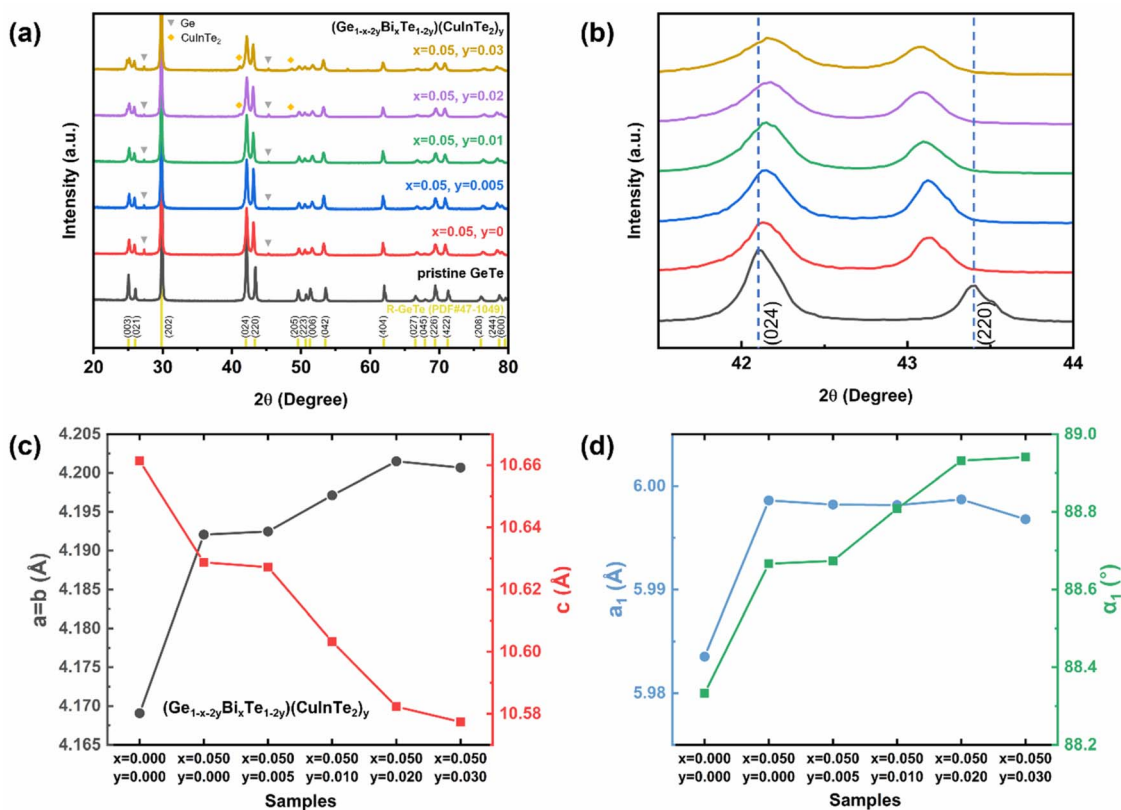 (a)
Ge
CuInTe₂
(Ge₁₋ₓ₋₂ᵧBiₓTe₁₋₂ᵧ)(CuInTe₂)ᵧ
x=0.05, y=0.03
x=0.05, y=0.02
x=0.05, y=0.01
x=0.05, y=0.005
x=0.05, y=0
pristine GeTe
R-GeTe (PDF#47-1049)
(003)
(021)
(202)
(024)
(220)
(205)
(223)
(006)
(042)
(404)
(027)
(045)
(226)
(422)
(208)
(244)
(600)
Intensity (a.u.)
20 30 40 50 60 70 80
2θ (Degree)
(b)
(024)
(220)
Intensity (a.u.)
42 43 44
2θ (Degree)
(c)
4.205
4.200
4.195
4.190
4.185
4.180
4.175
4.170
4.165
a=b (Å)
10.66
10.64
10.62
10.60
10.58
c (Å)
(Ge₁₋ₓ₋₂ᵧBiₓTe₁₋₂ᵧ)(CuInTe₂)ᵧ
x=0.000 x=0.050 x=0.050 x=0.050 x=0.050 x=0.050
y=0.000 y=0.000 y=0.005 y=0.010 y=0.020 y=0.030
Samples
(d)
6.00
5.99
5.98
a₁ (Å)
89.0
88.8
88.6
88.4
88.2
α₁ (°)
x=0.000 x=0.050 x=0.050 x=0.050 x=0.050 x=0.050
y=0.000 y=0.000 y=0.005 y=0.010 y=0.020 y=0.030
Samples